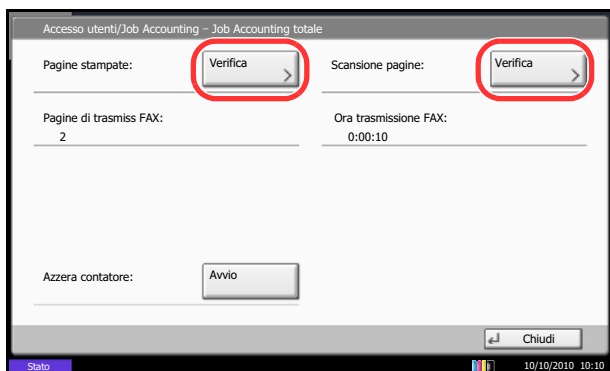 Accesso utenti/Job Accounting – Job Accounting totale
Pagine stampate: Verifica Scansione pagine: Verifica
Pagine di trasmiss FAX: Ora trasmissione FAX:
2 0:00:10
Azzera contatore: Avvio
Chiudi
Stato 10/10/2010 10:10